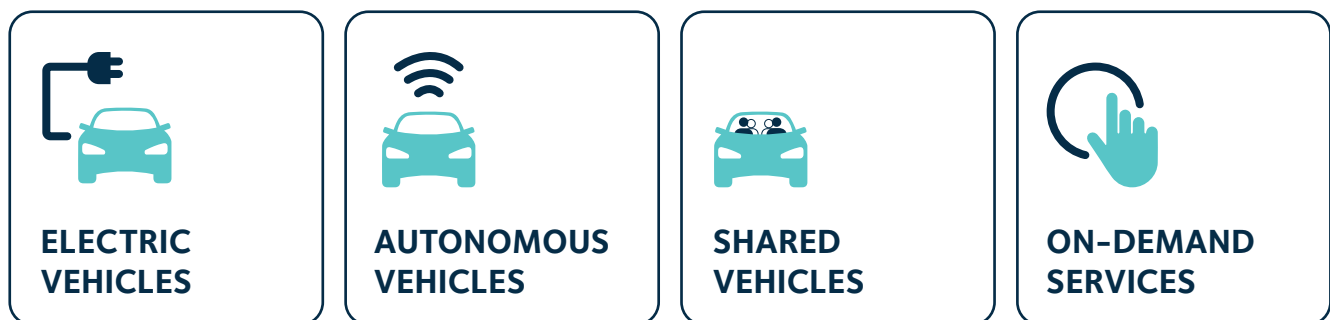 ELECTRIC
VEHICLES
AUTONOMOUS
VEHICLES
SHARED
VEHICLES
ON-DEMAND
SERVICES